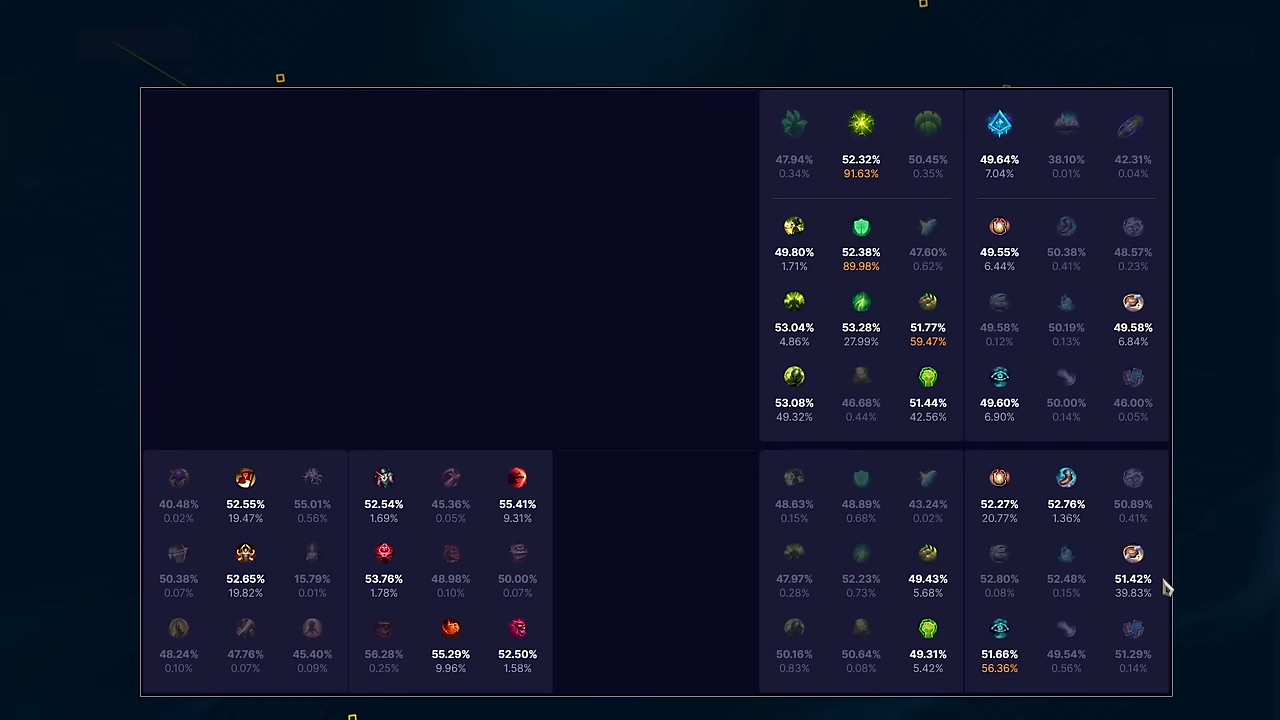 47.94% 52.32% 50.45% 49.64% 38.10% 42.31%
0.34% 91.63% 0.35% 7.04% 0.01% 0.04%
49.80% 52.38% 47.60% 49.55% 50.38% 48.57%
1.71% 89.98% 0.62% 6.44% 0.41% 0.23%
53.04% 53.28% 51.77% 49.58% 50.19% 49.58%
4.86% 27.99% 59.47% 0.12% 0.13% 6.84%
53.08% 46.68% 51.44% 49.60% 50.00% 46.00%
49.32% 0.44% 42.56% 6.90% 0.14% 0.05%
40.48% 52.55% 55.01% 52.54% 45.36% 55.41% 48.63% 48.89% 43.24% 52.27% 52.76% 50.89%
0.02% 19.47% 0.56% 1.69% 0.05% 9.31% 0.15% 0.68% 0.02% 20.77% 1.36% 0.41%
50.38% 52.65% 15.79% 53.76% 48.98% 50.00% 47.97% 52.23% 49.43% 52.80% 52.48% 51.42%
0.07% 19.82% 0.01% 1.78% 0.10% 0.07% 0.28% 0.73% 5.68% 0.08% 0.15% 39.83%
48.24% 47.76% 45.40% 56.28% 55.29% 52.50% 50.16% 50.64% 49.31% 51.66% 49.54% 51.29%
0.10% 0.07% 0.09% 0.25% 9.96% 1.58% 0.83% 0.08% 5.42% 56.36% 0.56% 0.14%